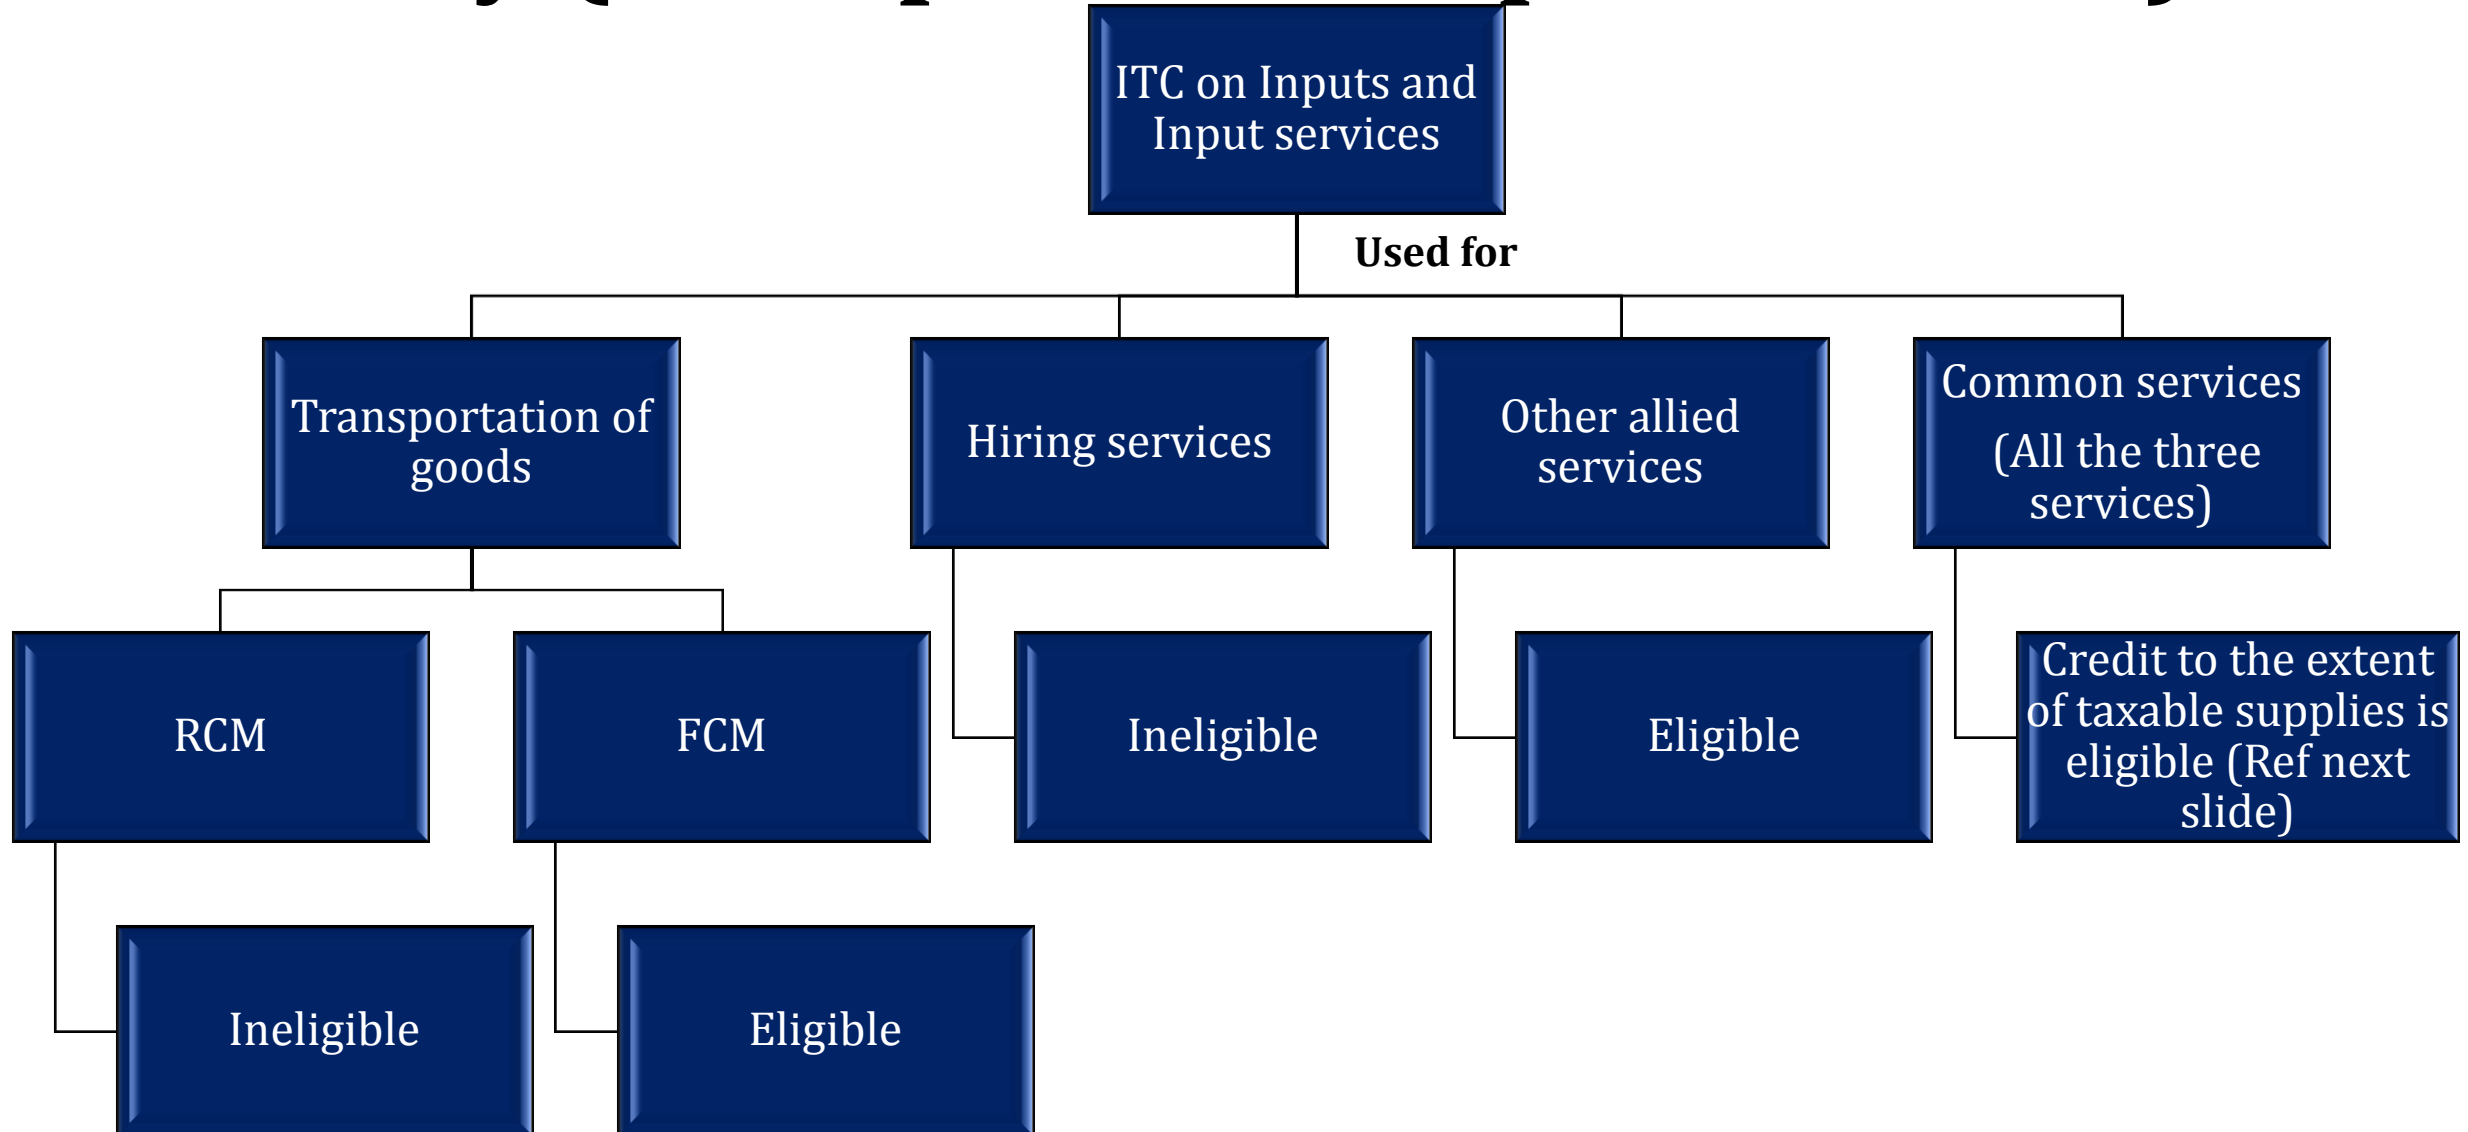 ITC on Inputs and
Input services
Used for
Transportation of
goods
Hiring services
Other allied
services
Common services
(All the three
services)
RCM
FCM
Ineligible
Eligible
Credit to the extent
of taxable supplies is
eligible (Ref next
slide)
Ineligible
Eligible